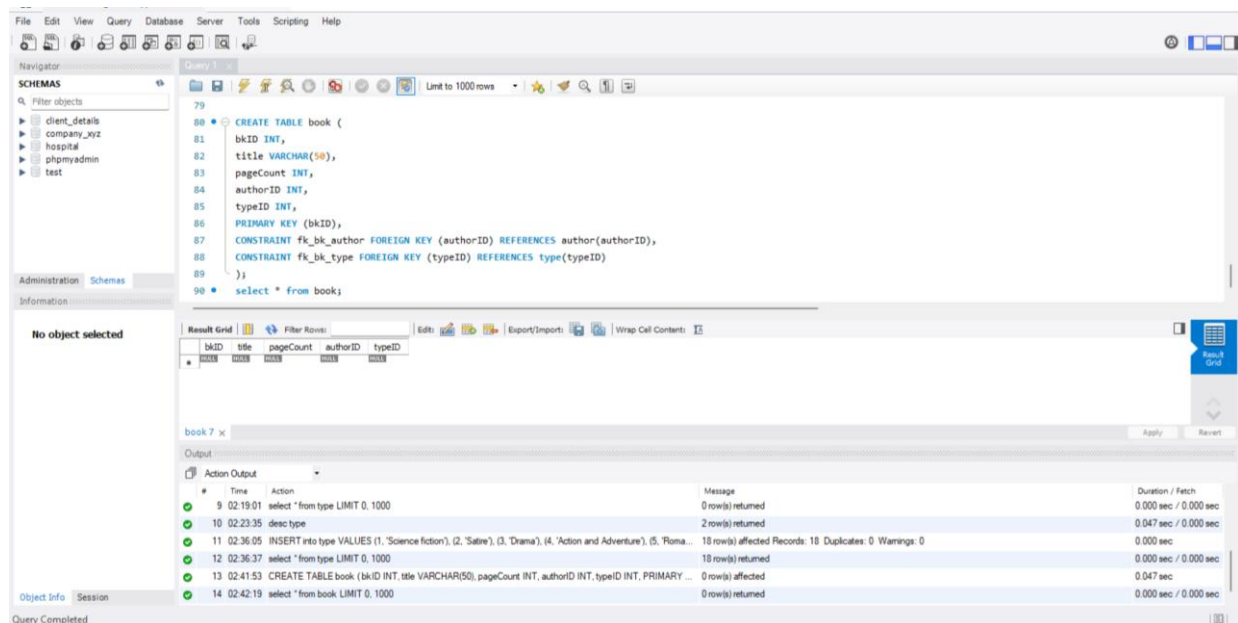 File Edit View Query Database Server Tools Scripting Help
Navigator
SCHEMAS
Filter objects
client_details
company_xyz
hospital
phpmyadmin
test
Administration Schemas
Information
No object selected
Object Info Session
Query Completed
Query 1
Limit to 1000 rows
79
80 CREATE TABLE book (
81 bkID INT,
82 title VARCHAR(50),
83 pageCount INT,
84 authorID INT,
85 typeID INT,
86 PRIMARY KEY (bkID),
87 CONSTRAINT fk_bk_author FOREIGN KEY (authorID) REFERENCES author(authorID),
88 CONSTRAINT fk_bk_type FOREIGN KEY (typeID) REFERENCES type(typeID)
89 );
90 select * from book;
Result Grid Filter Rows: Edit: Export/Import: Wrap Cell Content:
bkID title pageCount authorID typeID
NULL NULL NULL NULL NULL
Result Grid
book 7
Apply Revert
Output
Action Output
# Time Action Message Duration / Fetch
9 02:19:01 select * from type LIMIT 0, 1000 0 row(s) returned 0.000 sec / 0.000 sec
10 02:23:35 desc type 2 row(s) returned 0.047 sec / 0.000 sec
11 02:36:05 INSERT into type VALUES (1, 'Science fiction'), (2, 'Satire'), (3, 'Drama'), (4, 'Action and Adventure'), (5, 'Roma... 18 row(s) affected Records: 18 Duplicates: 0 Warnings: 0 0.000 sec
12 02:36:37 select * from type LIMIT 0, 1000 18 row(s) returned 0.000 sec / 0.000 sec
13 02:41:53 CREATE TABLE book ( bkID INT, title VARCHAR(50), pageCount INT, authorID INT, typeID INT, PRIMARY ... 0 row(s) affected 0.047 sec
14 02:42:19 select * from book LIMIT 0, 1000 0 row(s) returned 0.000 sec / 0.000 sec